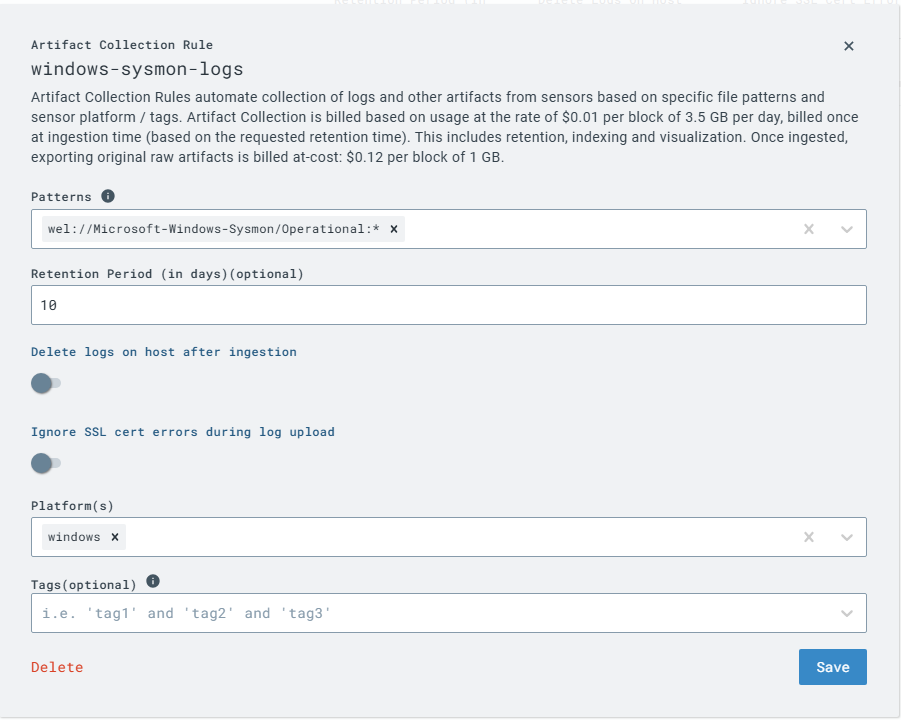 Artifact Collection Rule
windows-sysmon-logs
Artifact Collection Rules automate collection of logs and other artifacts from sensors based on specific file patterns and
sensor platform / tags. Artifact Collection is billed based on usage at the rate of $0.01 per block of 3.5 GB per day, billed once
at ingestion time (based on the requested retention time). This includes retention, indexing and visualization. Once ingested,
exporting original raw artifacts is billed at-cost: $0.12 per block of 1 GB.
Patterns
wel://Microsoft-Windows-Sysmon/Operational:*
Retention Period (in days)(optional)
10
Delete logs on host after ingestion
Ignore SSL cert errors during log upload
Platform(s)
windows
Tags(optional)
i.e. 'tag1' and 'tag2' and 'tag3'
Delete
Save